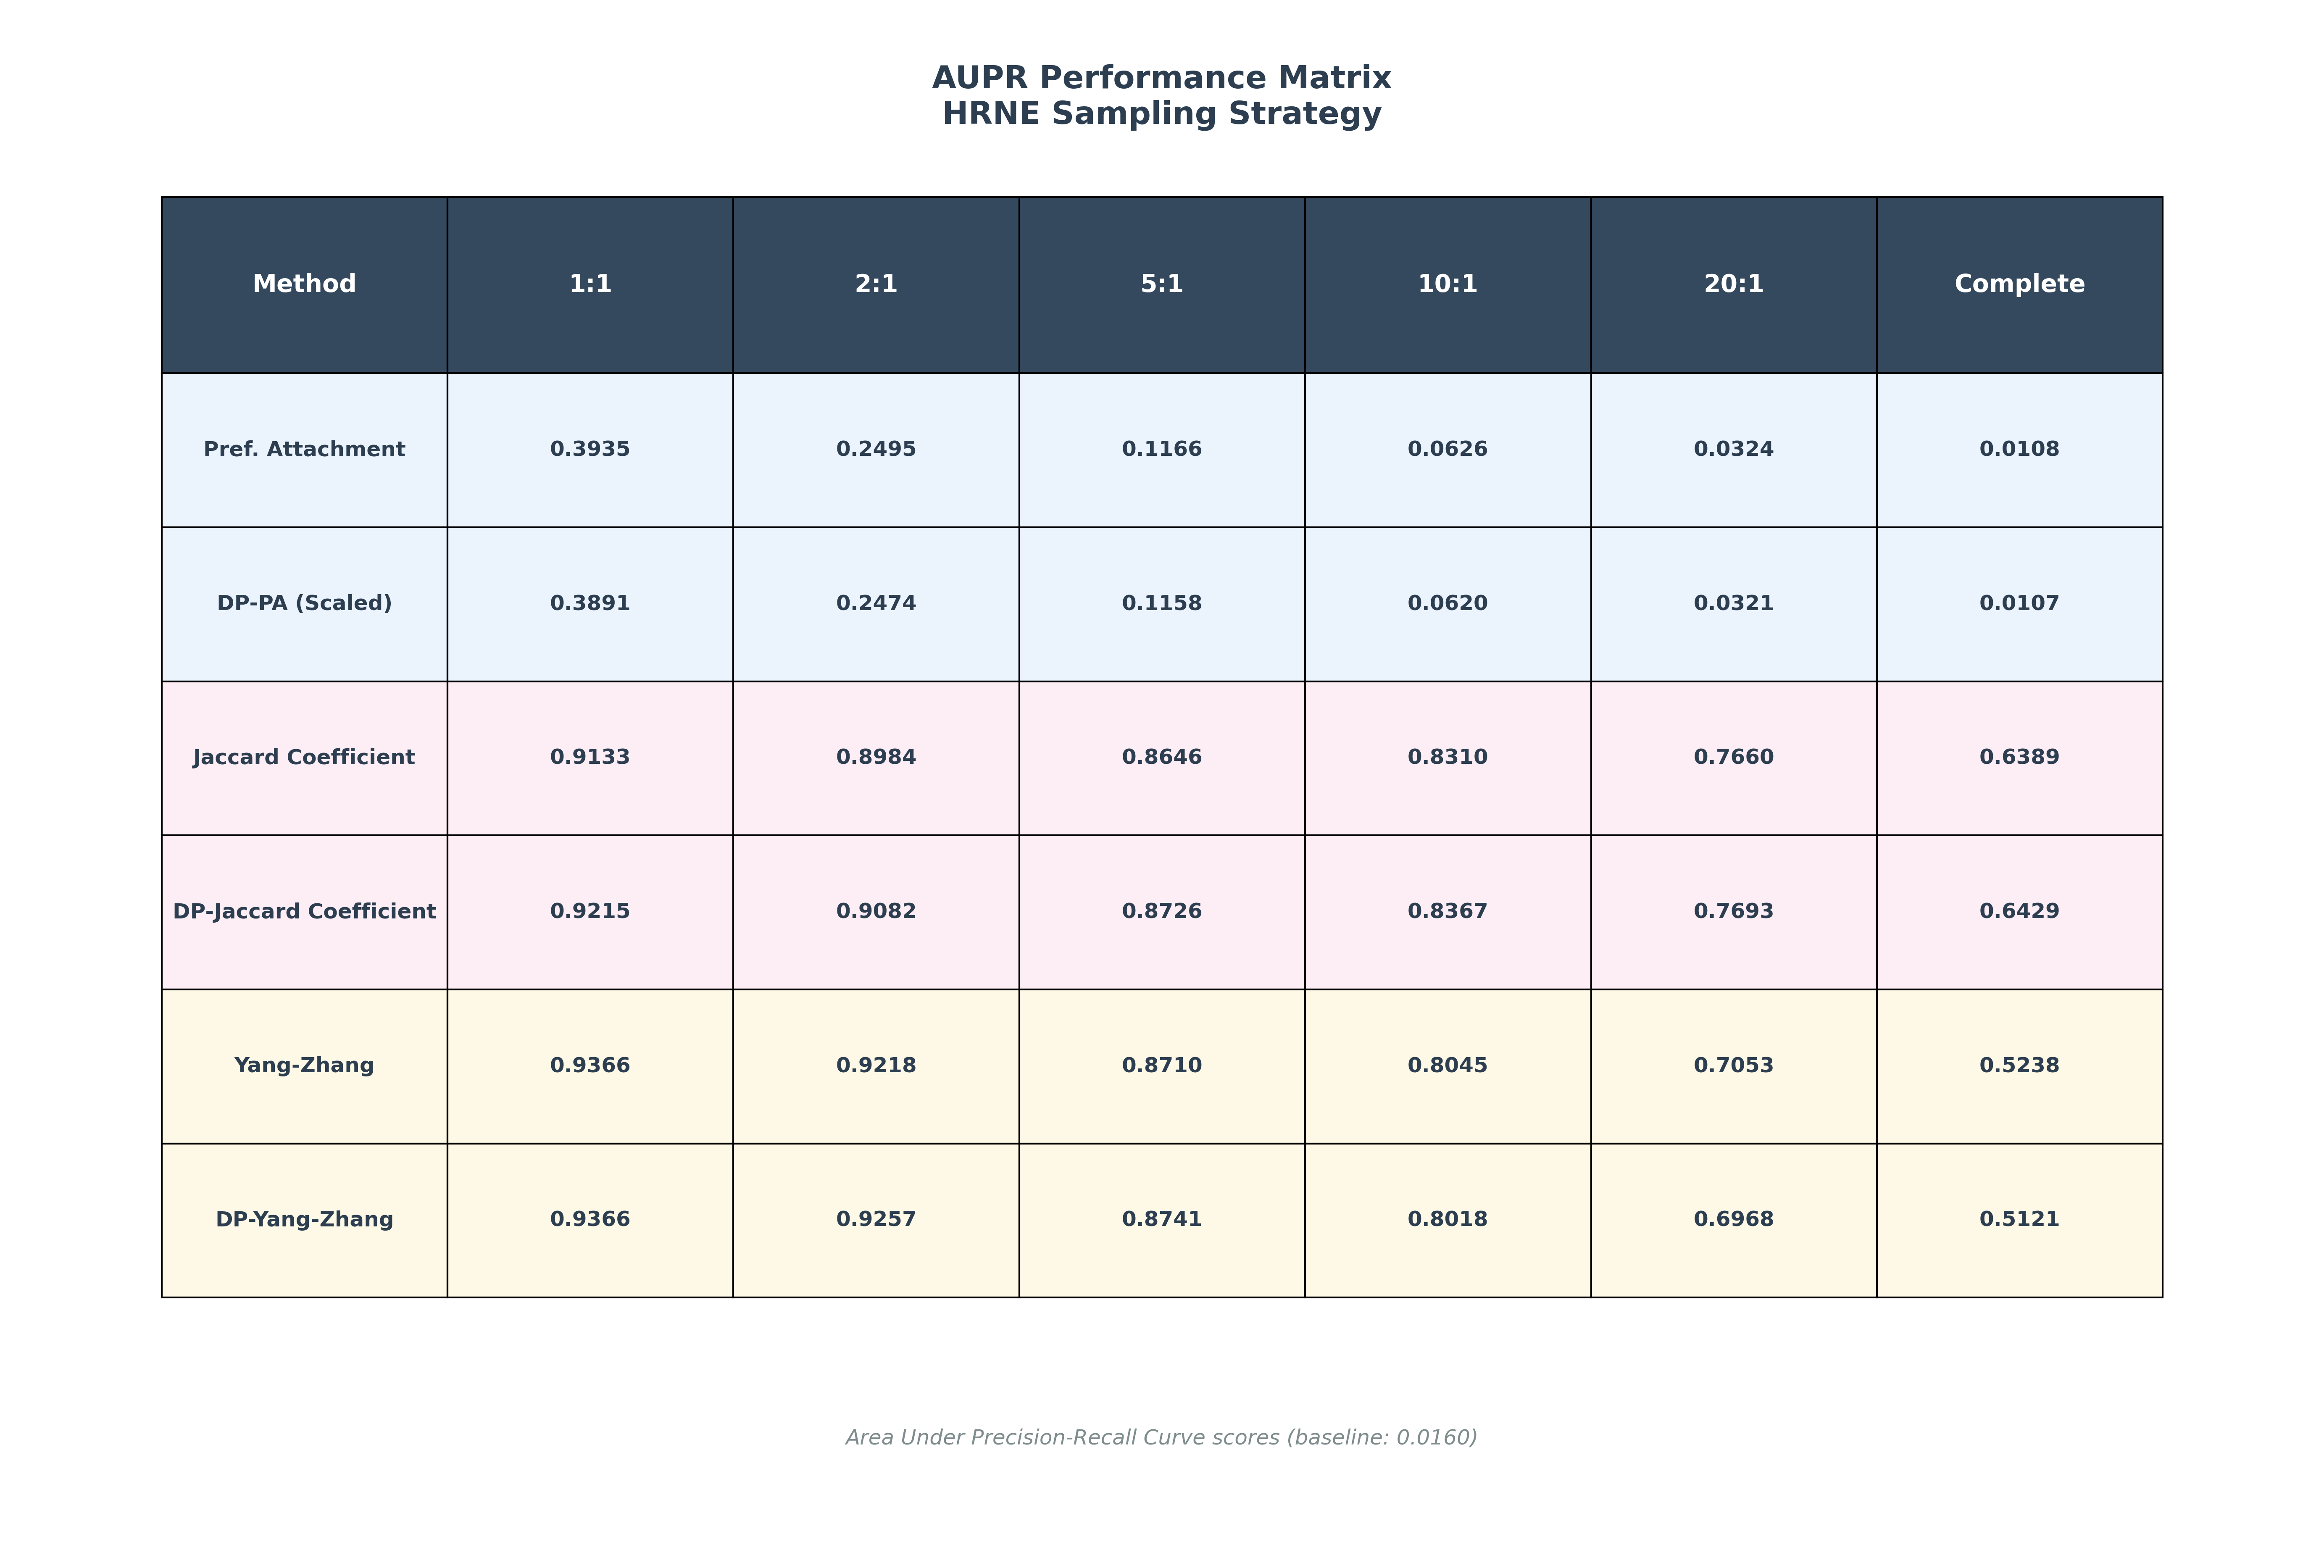 AUPR Performance Matrix
HRNE Sampling Strategy
Method 1:1 2:1 5:1 10:1 20:1 Complete
Pref. Attachment 0.3935 0.2495 0.1166 0.0626 0.0324 0.0108
DP-PA (Scaled) 0.3891 0.2474 0.1158 0.0620 0.0321 0.0107
Jaccard Coefficient 0.9133 0.8984 0.8646 0.8310 0.7660 0.6389
DP-Jaccard Coefficient 0.9215 0.9082 0.8726 0.8367 0.7693 0.6429
Yang-Zhang 0.9366 0.9218 0.8710 0.8045 0.7053 0.5238
DP-Yang-Zhang 0.9366 0.9257 0.8741 0.8018 0.6968 0.5121
Area Under Precision-Recall Curve scores (baseline: 0.0160)